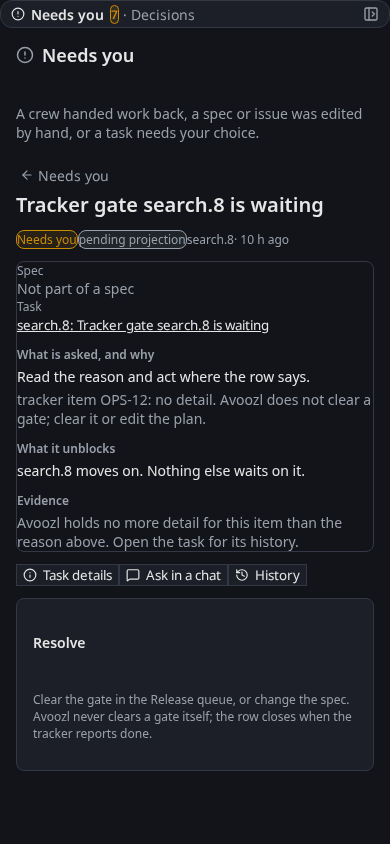 Needs you 7 · Decisions
Needs you
A crew handed work back, a spec or issue was edited
by hand, or a task needs your choice.
Needs you
Tracker gate search.8 is waiting
Needs you pending projection search.8 · 10 h ago
Spec
Not part of a spec
Task
search.8: Tracker gate search.8 is waiting
What is asked, and why
Read the reason and act where the row says.
tracker item OPS-12: no detail. Avoozl does not clear a
gate; clear it or edit the plan.
What it unblocks
search.8 moves on. Nothing else waits on it.
Evidence
Avoozl holds no more detail for this item than the
reason above. Open the task for its history.
Task details Ask in a chat History
Resolve
Clear the gate in the Release queue, or change the spec.
Avoozl never clears a gate itself; the row closes when the
tracker reports done.